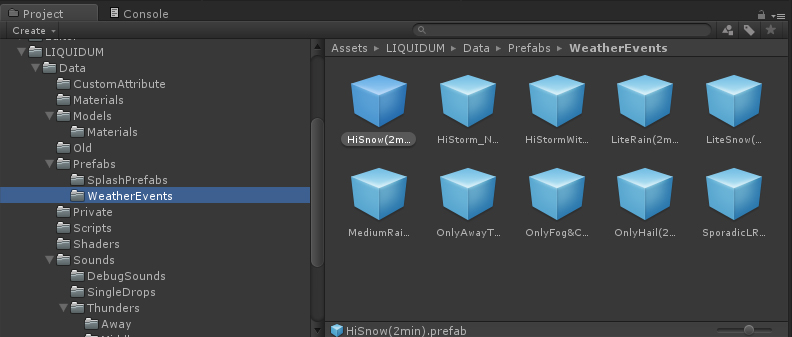 Project
Console
Create
Assets ► LIQUIDUM ► Data ► Prefabs ► WeatherEvents
LIQUIDUM
Data
CustomAttribute
Materials
Models
Materials
Old
Prefabs
SplashPrefabs
WeatherEvents
Private
Scripts
Shaders
Sounds
DebugSounds
SingleDrops
Thunders
Away
HiSnow(2m...
HiStorm_N...
HiStormWit...
LiteRain(2m...
LiteSnow(...
MediumRai...
OnlyAwayT...
OnlyFog&C...
OnlyHail(2...
SporadicLR...
HiSnow(2min).prefab